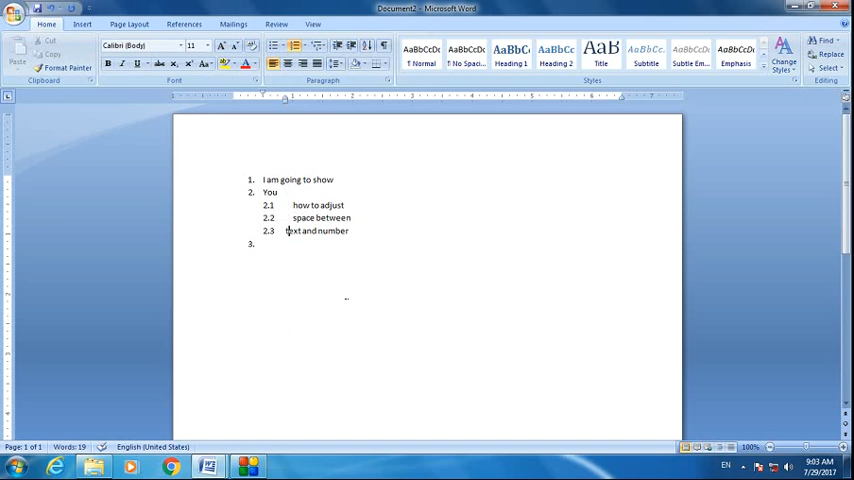 Document2 - Microsoft Word
Home Insert Page Layout References Mailings Review View
Paste
Cut
Copy
Format Painter
Clipboard
Calibri (Body) 11
Font
Paragraph
AaBbCcDc AaBbCcDc AaBbCc AaBbCc AaB AaBbCc. AaBbCcDc AaBbCcDc
¶ Normal ¶ No Spaci... Heading 1 Heading 2 Title Subtitle Subtle Em... Emphasis
Change Styles
Styles
Find
Replace
Select
Editing
1. I am going to show
2. You
2.1 how to adjust
2.2 space between
2.3 text and number
3.
Page: 1 of 1 Words: 19 English (United States) 100%
EN 9:03 AM
7/29/2017